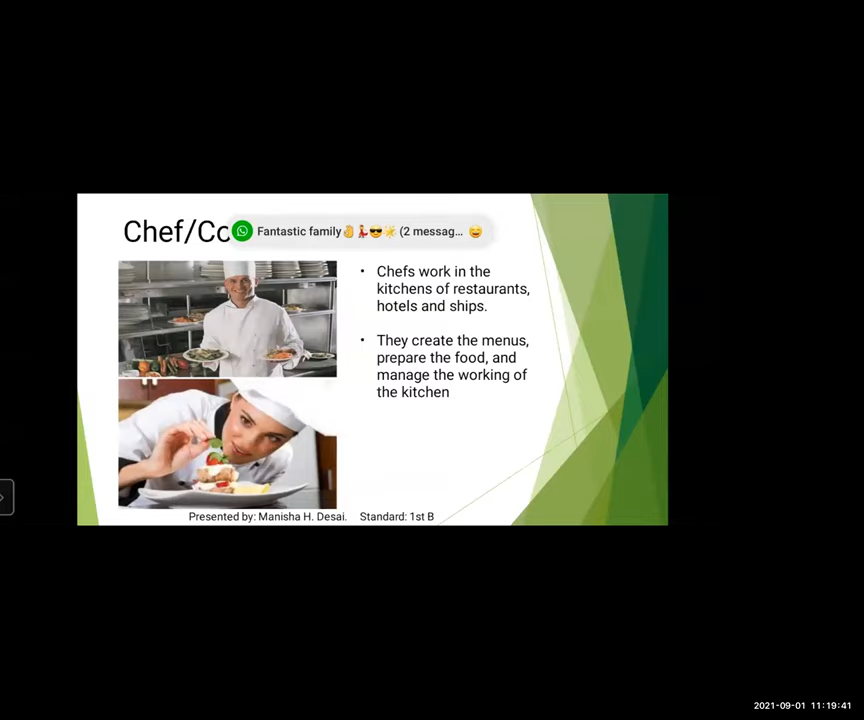 Chef/Co
Fantastic family🤚💃😎☀️ (2 messag... 😄
• Chefs work in the
kitchens of restaurants,
hotels and ships.
• They create the menus,
prepare the food, and
manage the working of
the kitchen
Presented by: Manisha H. Desai. Standard: 1st B
2021-09-01 11:19:41